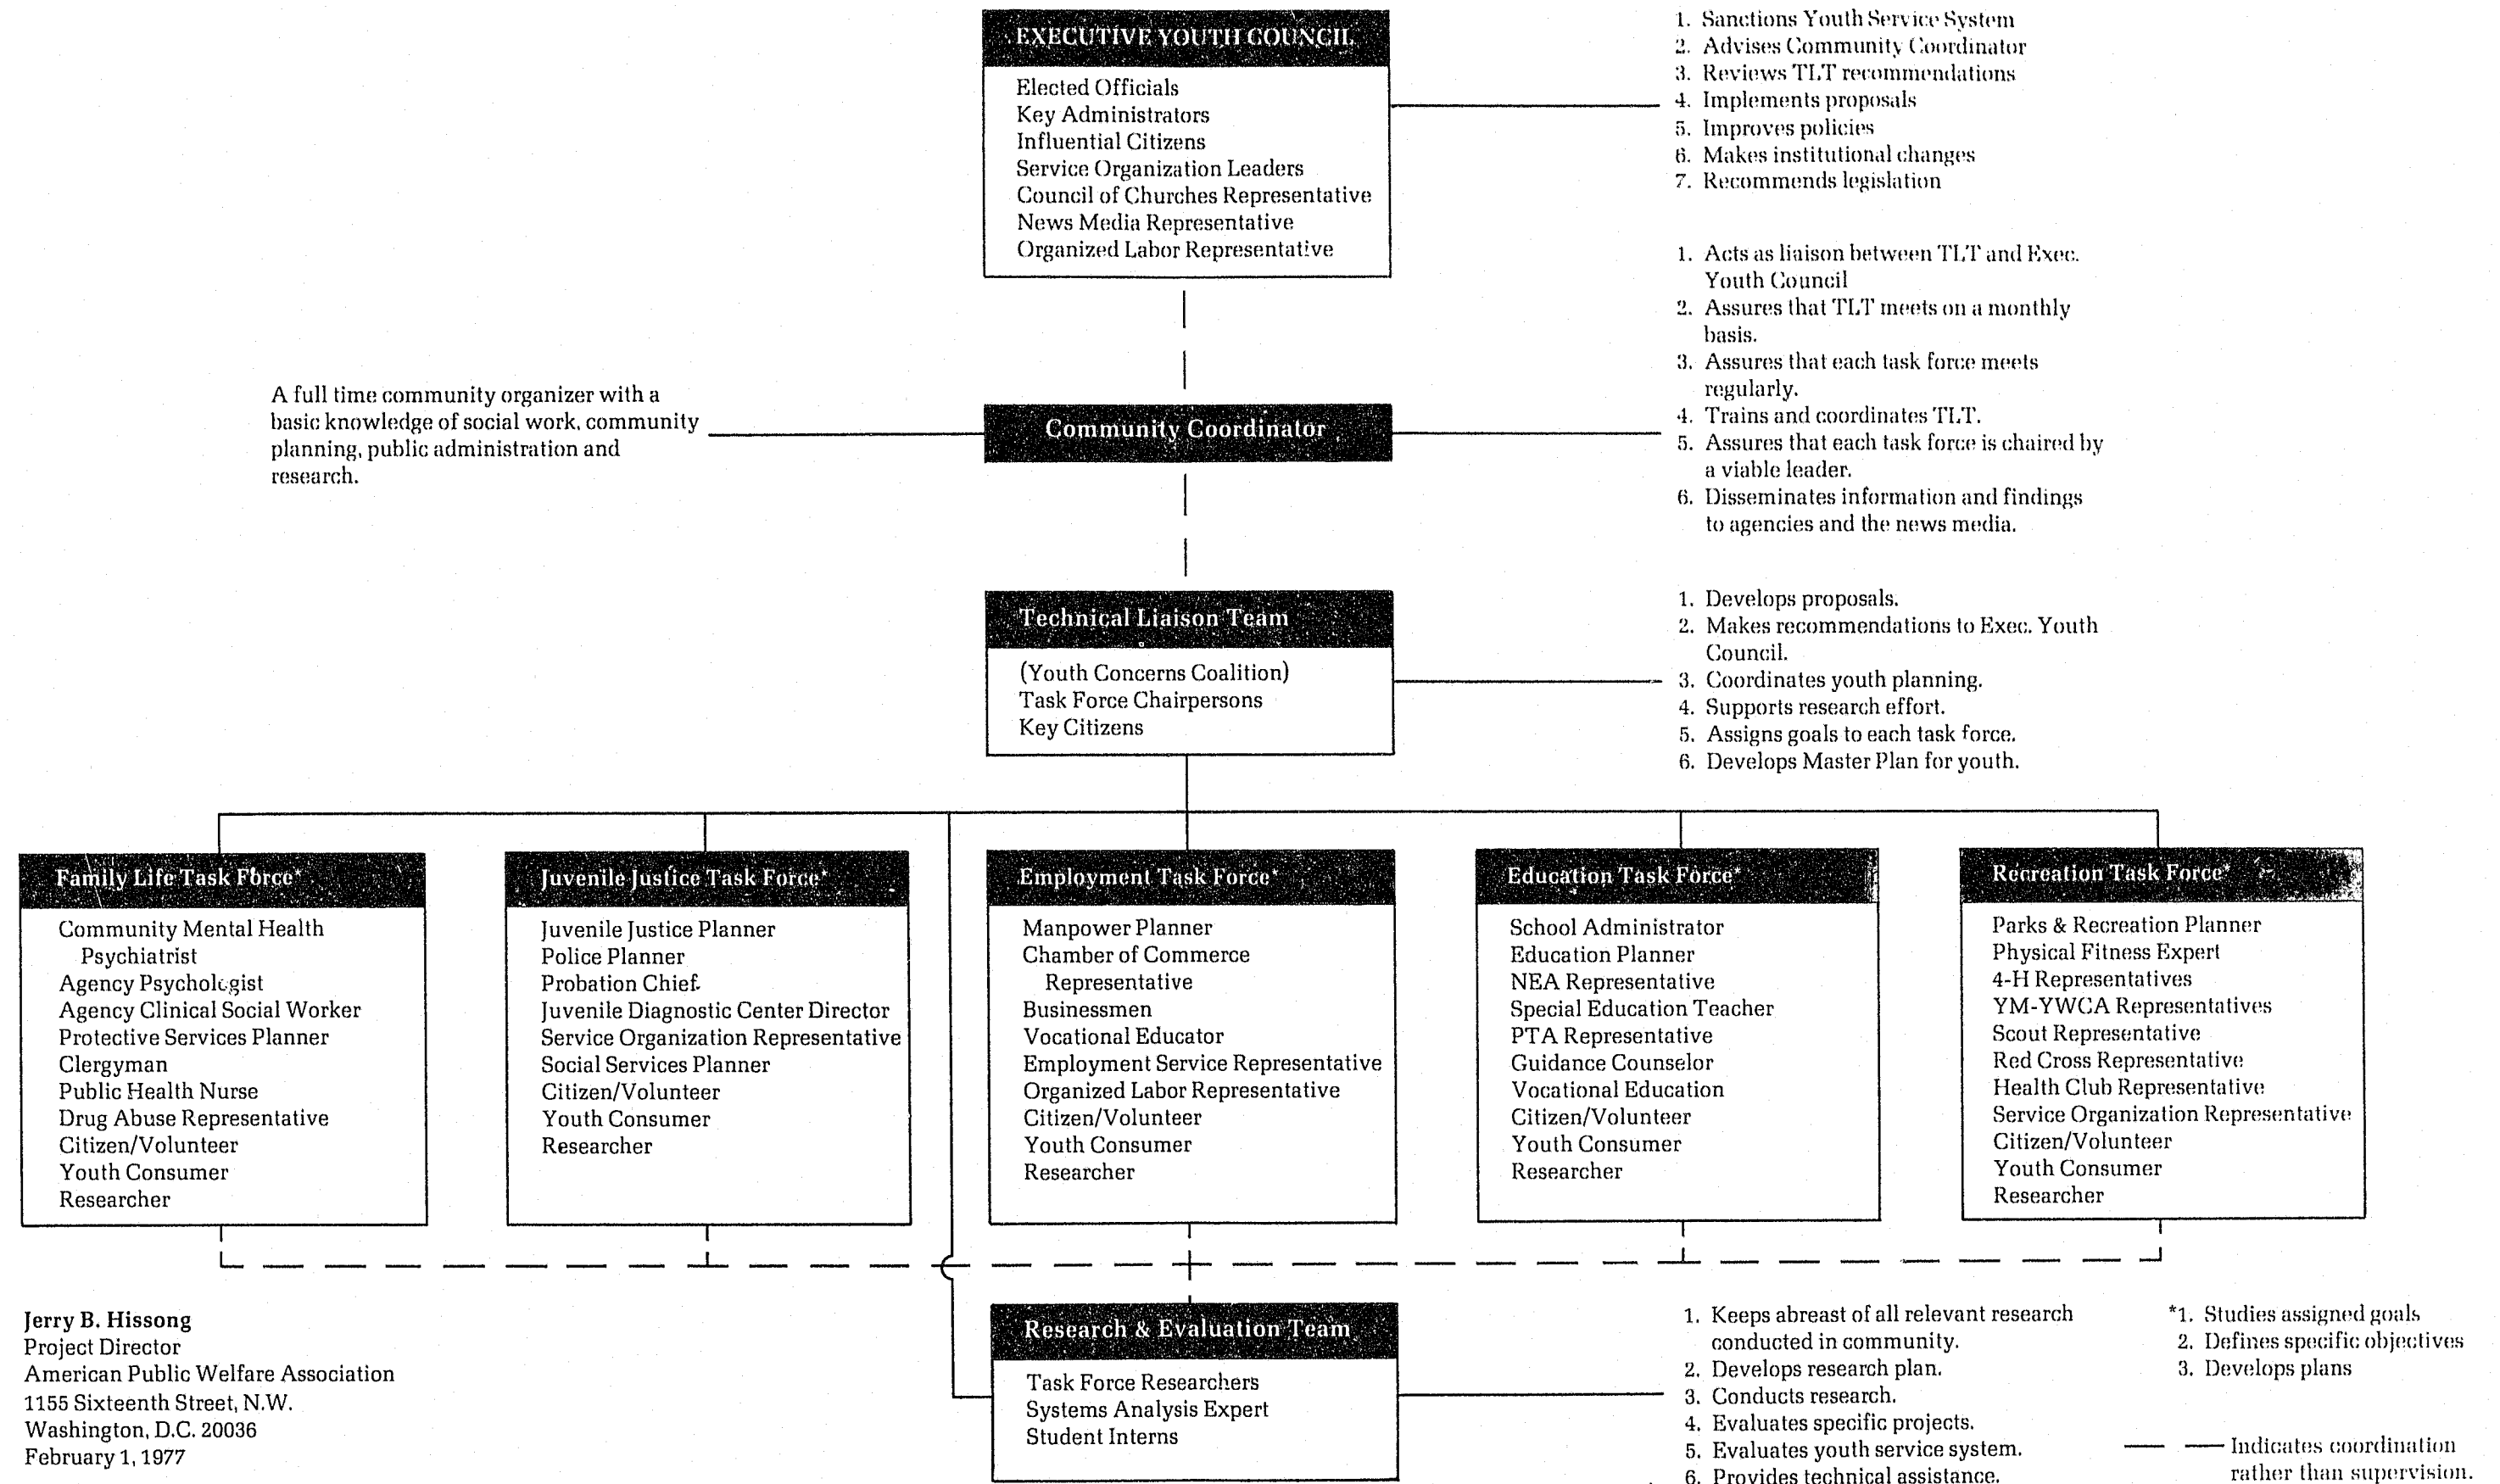 EXECUTIVE YOUTH COUNCIL
Elected Officials
Key Administrators
Influential Citizens
Service Organization Leaders
Council of Churches Representative
News Media Representative
Organized Labor Representative
1. Sanctions Youth Service System
2. Advises Community Coordinator
3. Reviews TLT recommendations
4. Implements proposals
5. Improves policies
6. Makes institutional changes
7. Recommends legislation
A full time community organizer with a
basic knowledge of social work, community
planning, public administration and
research.
Community Coordinator
1. Acts as liaison between TLT and Exec.
Youth Council
2. Assures that TLT meets on a monthly
basis.
3. Assures that each task force meets
regularly.
4. Trains and coordinates TLT.
5. Assures that each task force is chaired by
a viable leader.
6. Disseminates information and findings
to agencies and the news media.
Technical Liaison Team
(Youth Concerns Coalition)
Task Force Chairpersons
Key Citizens
1. Develops proposals.
2. Makes recommendations to Exec. Youth
Council.
3. Coordinates youth planning.
4. Supports research effort.
5. Assigns goals to each task force.
6. Develops Master Plan for youth.
Family Life Task Force*
Community Mental Health
Psychiatrist
Agency Psychologist
Agency Clinical Social Worker
Protective Services Planner
Clergyman
Public Health Nurse
Drug Abuse Representative
Citizen/Volunteer
Youth Consumer
Researcher
Juvenile Justice Task Force*
Juvenile Justice Planner
Police Planner
Probation Chief
Juvenile Diagnostic Center Director
Service Organization Representative
Social Services Planner
Citizen/Volunteer
Youth Consumer
Researcher
Employment Task Force*
Manpower Planner
Chamber of Commerce
Representative
Businessmen
Vocational Educator
Employment Service Representative
Organized Labor Representative
Citizen/Volunteer
Youth Consumer
Researcher
Education Task Force*
School Administrator
Education Planner
NEA Representative
Special Education Teacher
PTA Representative
Guidance Counselor
Vocational Education
Citizen/Volunteer
Youth Consumer
Researcher
Recreation Task Force*
Parks & Recreation Planner
Physical Fitness Expert
4-H Representatives
YM-YWCA Representatives
Scout Representative
Red Cross Representative
Health Club Representative
Service Organization Representative
Citizen/Volunteer
Youth Consumer
Researcher
Jerry B. Hissong
Project Director
American Public Welfare Association
1155 Sixteenth Street, N.W.
Washington, D.C. 20036
February 1, 1977
Research & Evaluation Team
Task Force Researchers
Systems Analysis Expert
Student Interns
1. Keeps abreast of all relevant research
conducted in community.
2. Develops research plan.
3. Conducts research.
4. Evaluates specific projects.
5. Evaluates youth service system.
6. Provides technical assistance.
*1. Studies assigned goals
2. Defines specific objectives
3. Develops plans
Indicates coordination
rather than supervision.